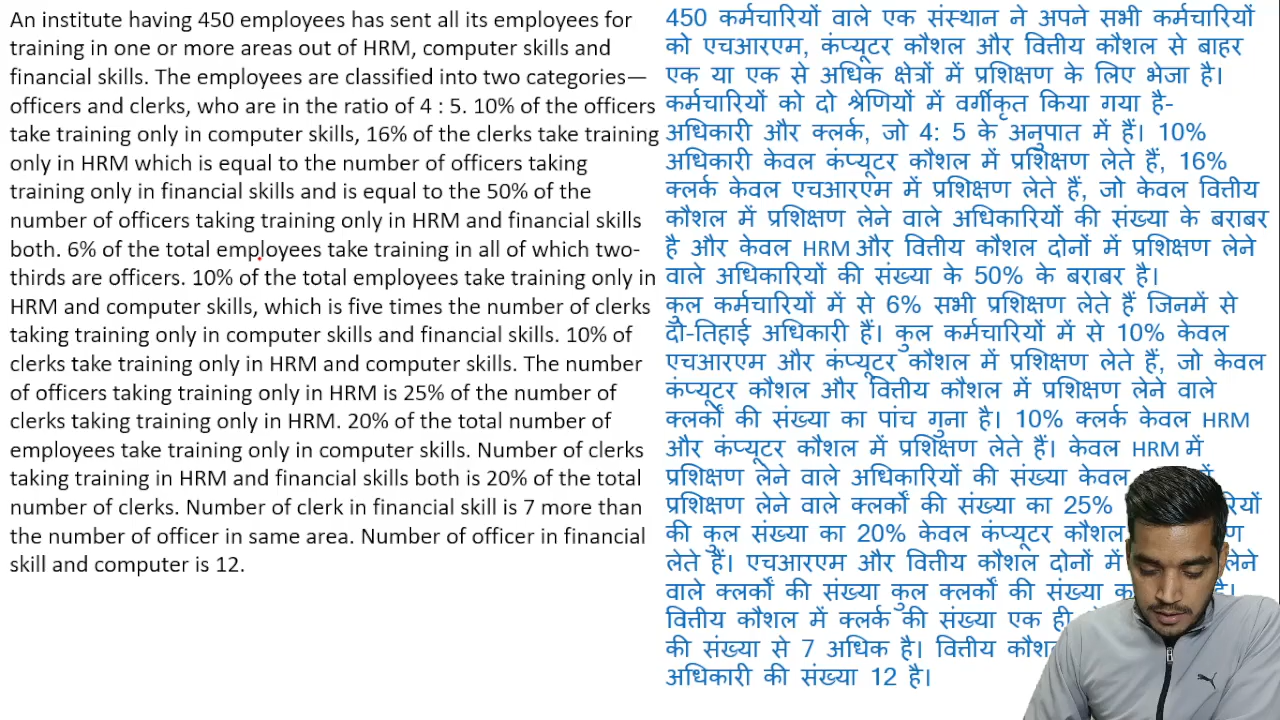 An institute having 450 employees has sent all its employees for
training in one or more areas out of HRM, computer skills and
financial skills. The employees are classified into two categories—
officers and clerks, who are in the ratio of 4 : 5. 10% of the officers
take training only in computer skills, 16% of the clerks take training
only in HRM which is equal to the number of officers taking
training only in financial skills and is equal to the 50% of the
number of officers taking training only in HRM and financial skills
both. 6% of the total employees take training in all of which two-
thirds are officers. 10% of the total employees take training only in
HRM and computer skills, which is five times the number of clerks
taking training only in computer skills and financial skills. 10% of
clerks take training only in HRM and computer skills. The number
of officers taking training only in HRM is 25% of the number of
clerks taking training only in HRM. 20% of the total number of
employees take training only in computer skills. Number of clerks
taking training in HRM and financial skills both is 20% of the total
number of clerks. Number of clerk in financial skill is 7 more than
the number of officer in same area. Number of officer in financial
skill and computer is 12.
450 कर्मचारियों वाले एक संस्थान ने अपने सभी कर्मचारियों
को एचआरएम, कंप्यूटर कौशल और वित्तीय कौशल से बाहर
एक या एक से अधिक क्षेत्रों में प्रशिक्षण के लिए भेजा है।
कर्मचारियों को दो श्रेणियों में वर्गीकृत किया गया है-
अधिकारी और क्लर्क, जो 4: 5 के अनुपात में हैं। 10%
अधिकारी केवल कंप्यूटर कौशल में प्रशिक्षण लेते हैं, 16%
क्लर्क केवल एचआरएम में प्रशिक्षण लेते हैं, जो केवल वित्तीय
कौशल में प्रशिक्षण लेने वाले अधिकारियों की संख्या के बराबर
है और केवल HRM और वित्तीय कौशल दोनों में प्रशिक्षण लेने
वाले अधिकारियों की संख्या के 50% के बराबर है।
कुल कर्मचारियों में से 6% सभी प्रशिक्षण लेते हैं जिनमें से
दो-तिहाई अधिकारी हैं। कुल कर्मचारियों में से 10% केवल
एचआरएम और कंप्यूटर कौशल में प्रशिक्षण लेते हैं, जो केवल
कंप्यूटर कौशल और वित्तीय कौशल में प्रशिक्षण लेने वाले
क्लर्कों की संख्या का पांच गुना है। 10% क्लर्क केवल HRM
और कंप्यूटर कौशल में प्रशिक्षण लेते हैं। केवल HRM में
प्रशिक्षण लेने वाले अधिकारियों की संख्या केवल
प्रशिक्षण लेने वाले क्लर्कों की संख्या का 25%
की कुल संख्या का 20% केवल कंप्यूटर कौशल
लेते हैं। एचआरएम और वित्तीय कौशल दोनों में लेने
वाले क्लर्कों की संख्या कुल क्लर्कों की संख्या
वित्तीय कौशल में क्लर्क की संख्या एक ही
की संख्या से 7 अधिक है। वित्तीय
अधिकारी की संख्या 12 है।